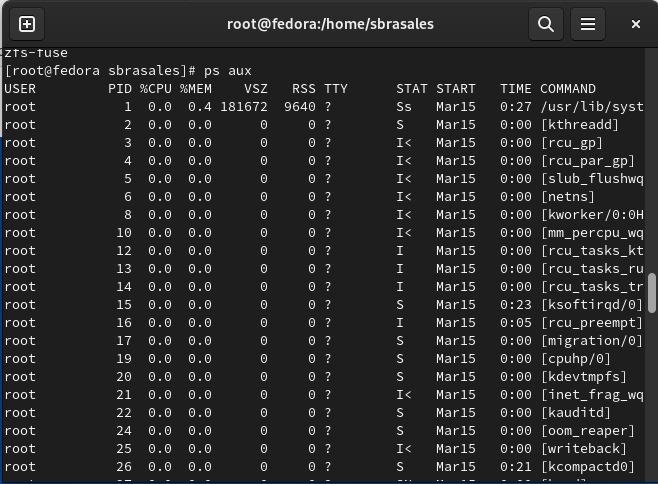 root@fedora:/home/sbrasales
zfs-fuse
[root@fedora sbrasales]# ps aux
USER PID %CPU %MEM VSZ RSS TTY STAT START TIME COMMAND
root 1 0.0 0.4 181672 9640 ? Ss Mar15 0:27 /usr/lib/syst
root 2 0.0 0.0 0 0 ? S Mar15 0:00 [kthreadd]
root 3 0.0 0.0 0 0 ? I< Mar15 0:00 [rcu_gp]
root 4 0.0 0.0 0 0 ? I< Mar15 0:00 [rcu_par_gp]
root 5 0.0 0.0 0 0 ? I< Mar15 0:00 [slub_flushwq
root 6 0.0 0.0 0 0 ? I< Mar15 0:00 [netns]
root 8 0.0 0.0 0 0 ? I< Mar15 0:00 [kworker/0:0H
root 10 0.0 0.0 0 0 ? I< Mar15 0:00 [mm_percpu_wq
root 12 0.0 0.0 0 0 ? I Mar15 0:00 [rcu_tasks_kt
root 13 0.0 0.0 0 0 ? I Mar15 0:00 [rcu_tasks_ru
root 14 0.0 0.0 0 0 ? I Mar15 0:00 [rcu_tasks_tr
root 15 0.0 0.0 0 0 ? S Mar15 0:23 [ksoftirqd/0]
root 16 0.0 0.0 0 0 ? I Mar15 0:05 [rcu_preempt]
root 17 0.0 0.0 0 0 ? S Mar15 0:00 [migration/0]
root 19 0.0 0.0 0 0 ? S Mar15 0:00 [cpuhp/0]
root 20 0.0 0.0 0 0 ? S Mar15 0:00 [kdevtmpfs]
root 21 0.0 0.0 0 0 ? I< Mar15 0:00 [inet_frag_wq
root 22 0.0 0.0 0 0 ? S Mar15 0:00 [kauditd]
root 24 0.0 0.0 0 0 ? S Mar15 0:00 [oom_reaper]
root 25 0.0 0.0 0 0 ? I< Mar15 0:00 [writeback]
root 26 0.0 0.0 0 0 ? S Mar15 0:21 [kcompactd0]